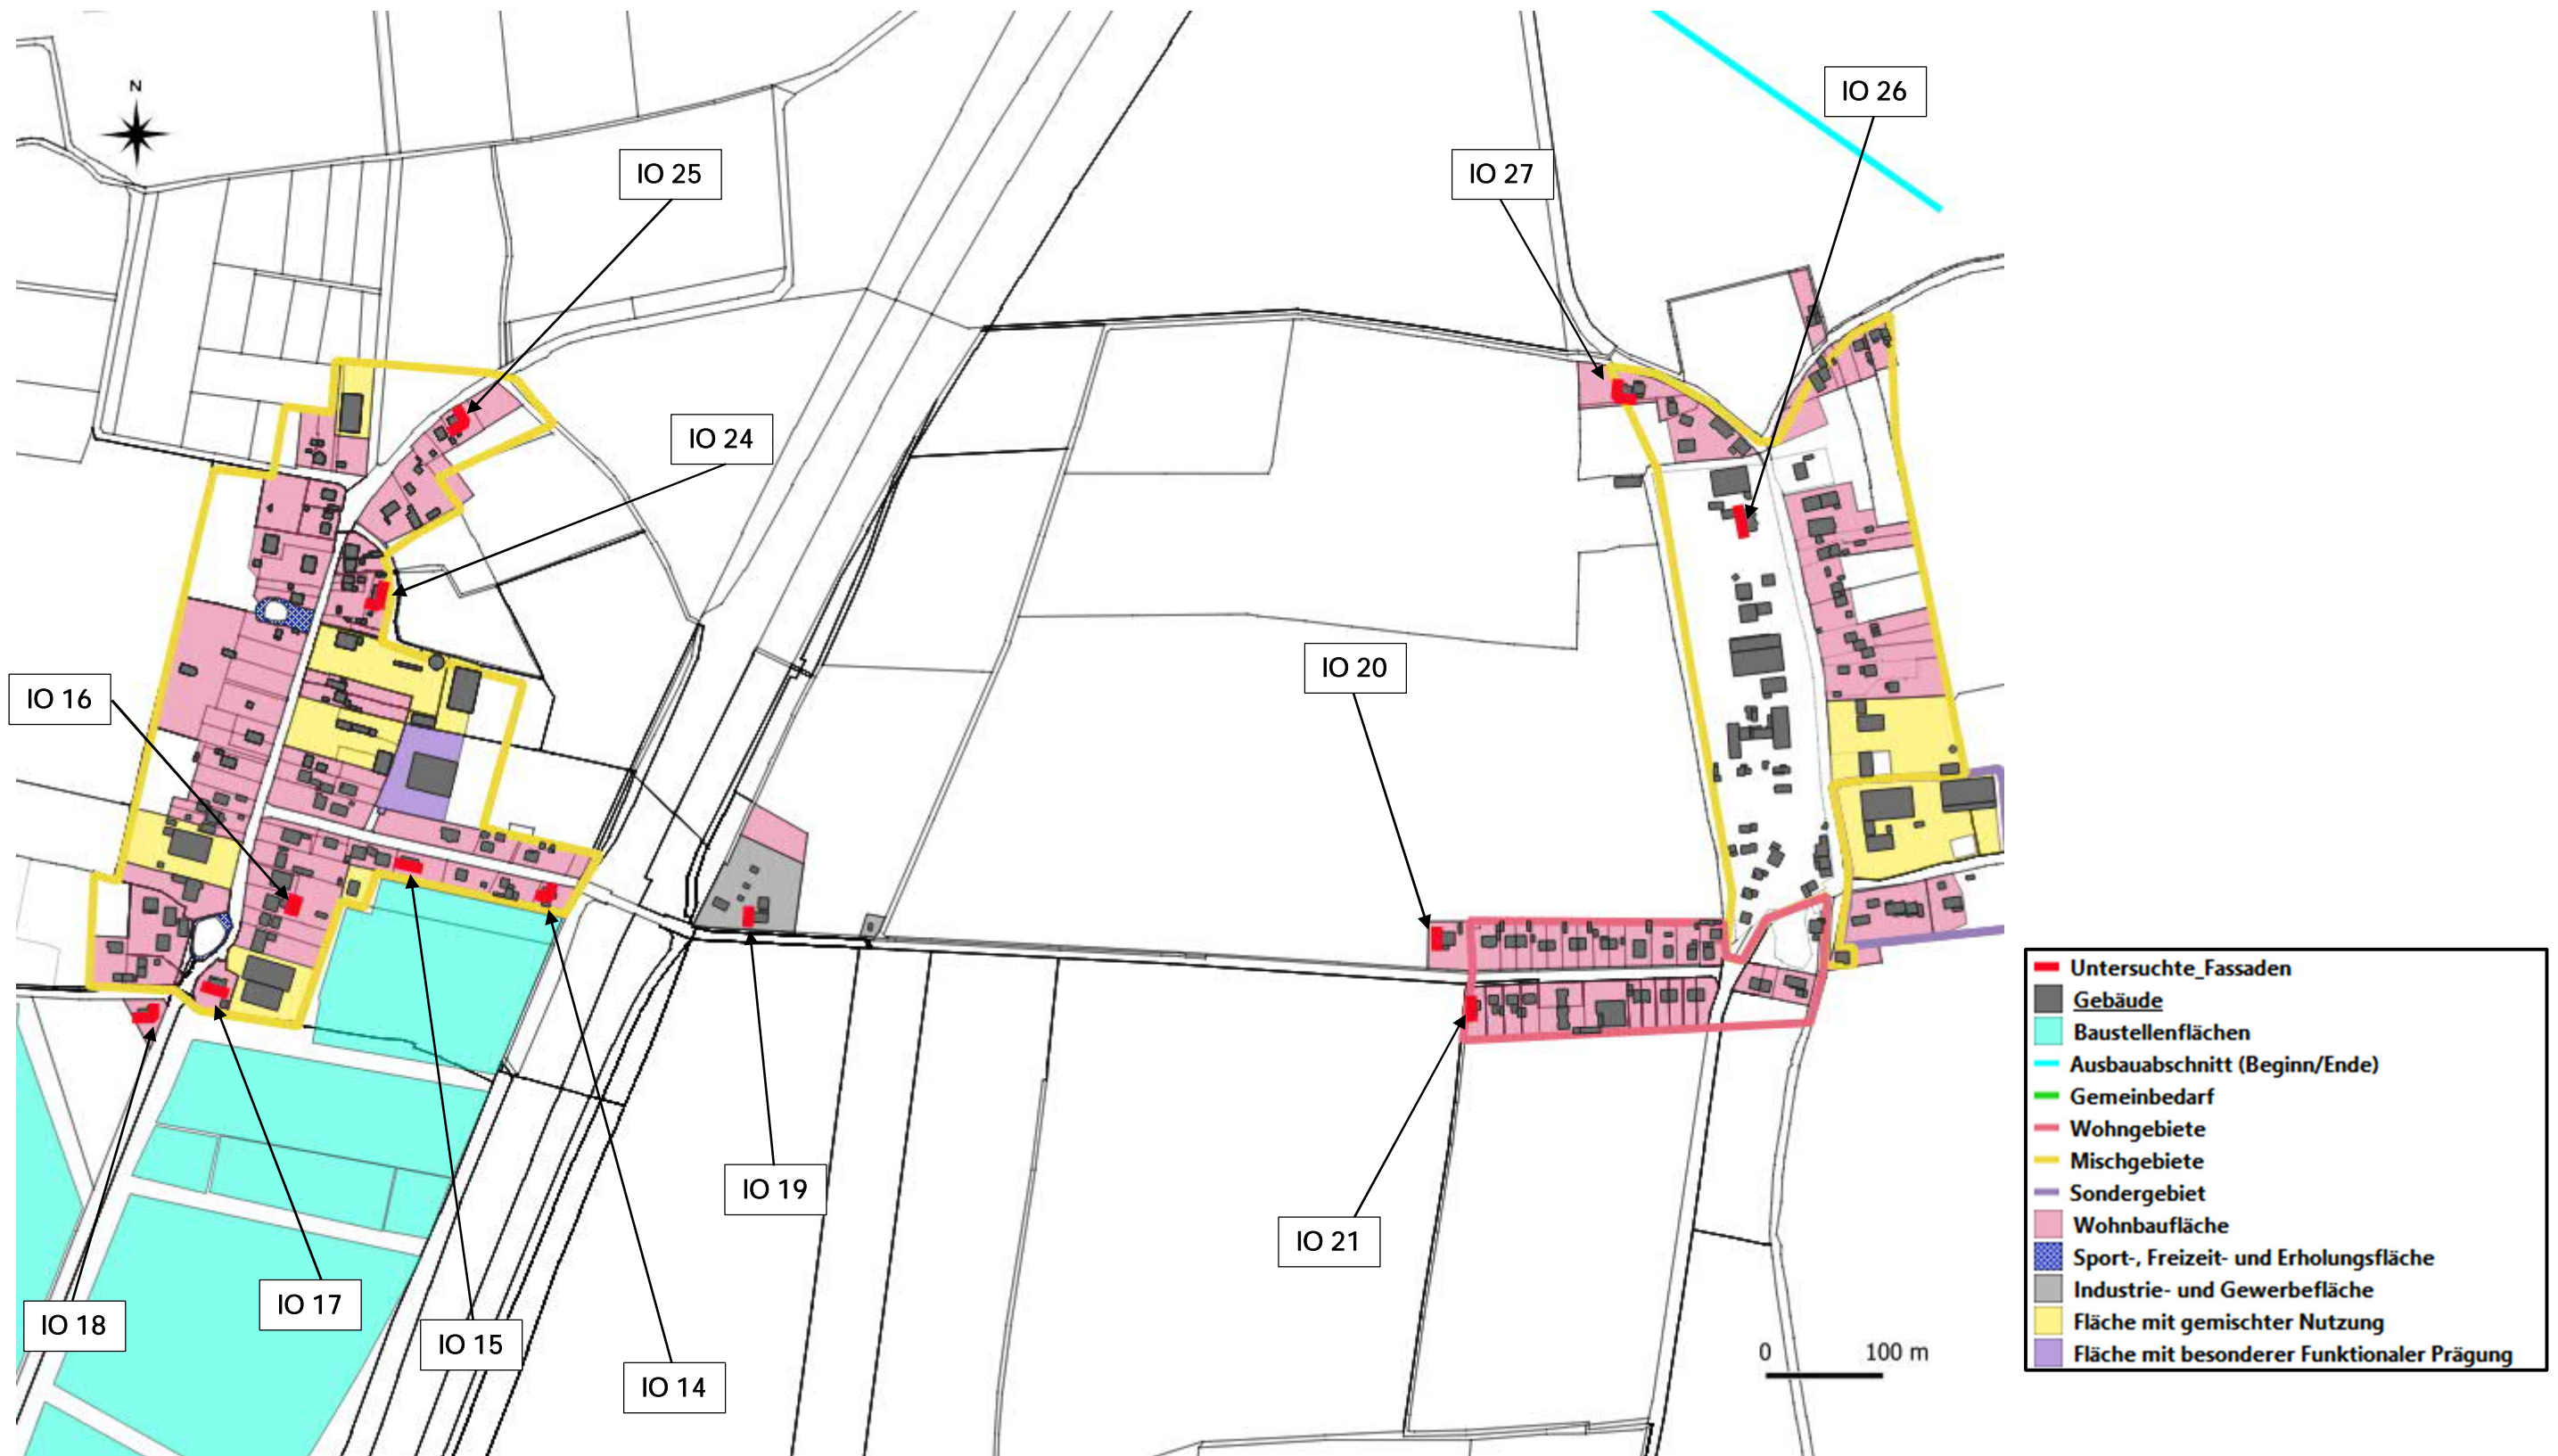 N
IO 26
IO 25
IO 27
IO 24
IO 20
IO 16
IO 19
IO 21
IO 17
IO 18
IO 15
IO 14
0 100 m
Untersuchte_Fassaden
Gebäude
Baustellenflächen
Ausbauabschnitt (Beginn/Ende)
Gemeinbedarf
Wohngebiete
Mischgebiete
Sondergebiet
Wohnbaufläche
Sport-, Freizeit- und Erholungsfläche
Industrie- und Gewerbefläche
Fläche mit gemischter Nutzung
Fläche mit besonderer Funktionaler Prägung